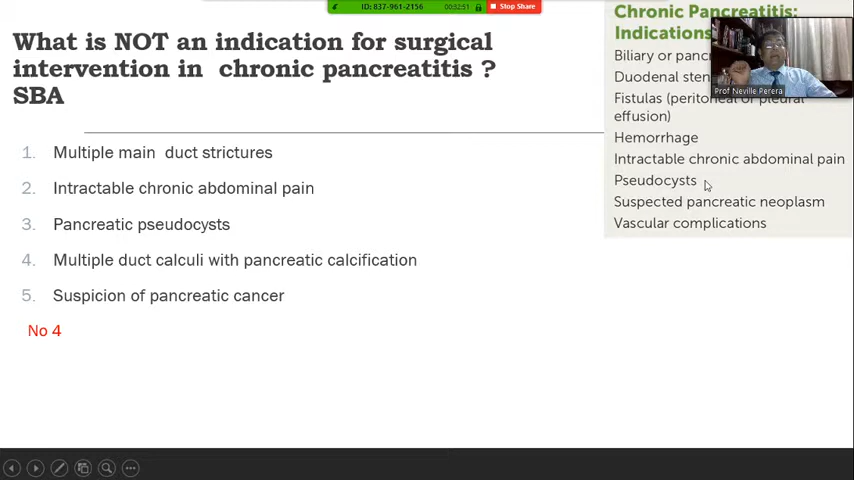 ID: 837-961-2156
00:32:51
Stop Share
What is NOT an indication for surgical
intervention in chronic pancreatitis ?
SBA
1. Multiple main duct strictures
2. Intractable chronic abdominal pain
3. Pancreatic pseudocysts
4. Multiple duct calculi with pancreatic calcification
5. Suspicion of pancreatic cancer
No 4
Chronic Pancreatitis:
Indications
Biliary or
Duodenal
Fistulas (peritoneal or pleural
effusion)
Hemorrhage
Intractable chronic abdominal pain
Pseudocysts
Suspected pancreatic neoplasm
Vascular complications
Prof Neville Perera